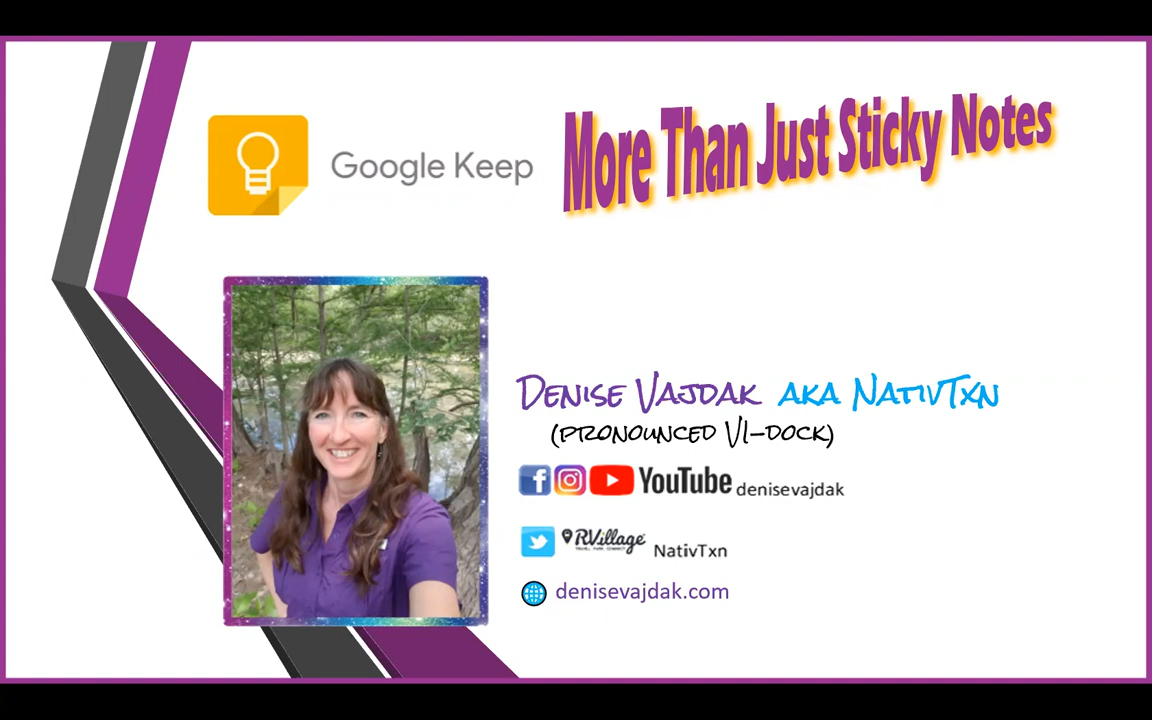 Google Keep
More Than Just Sticky Notes
Denise Vajdak aka NativTxn
(pronounced VI-dock)
YouTube denisevajdak
RVillage NativTxn
denisevajdak.com